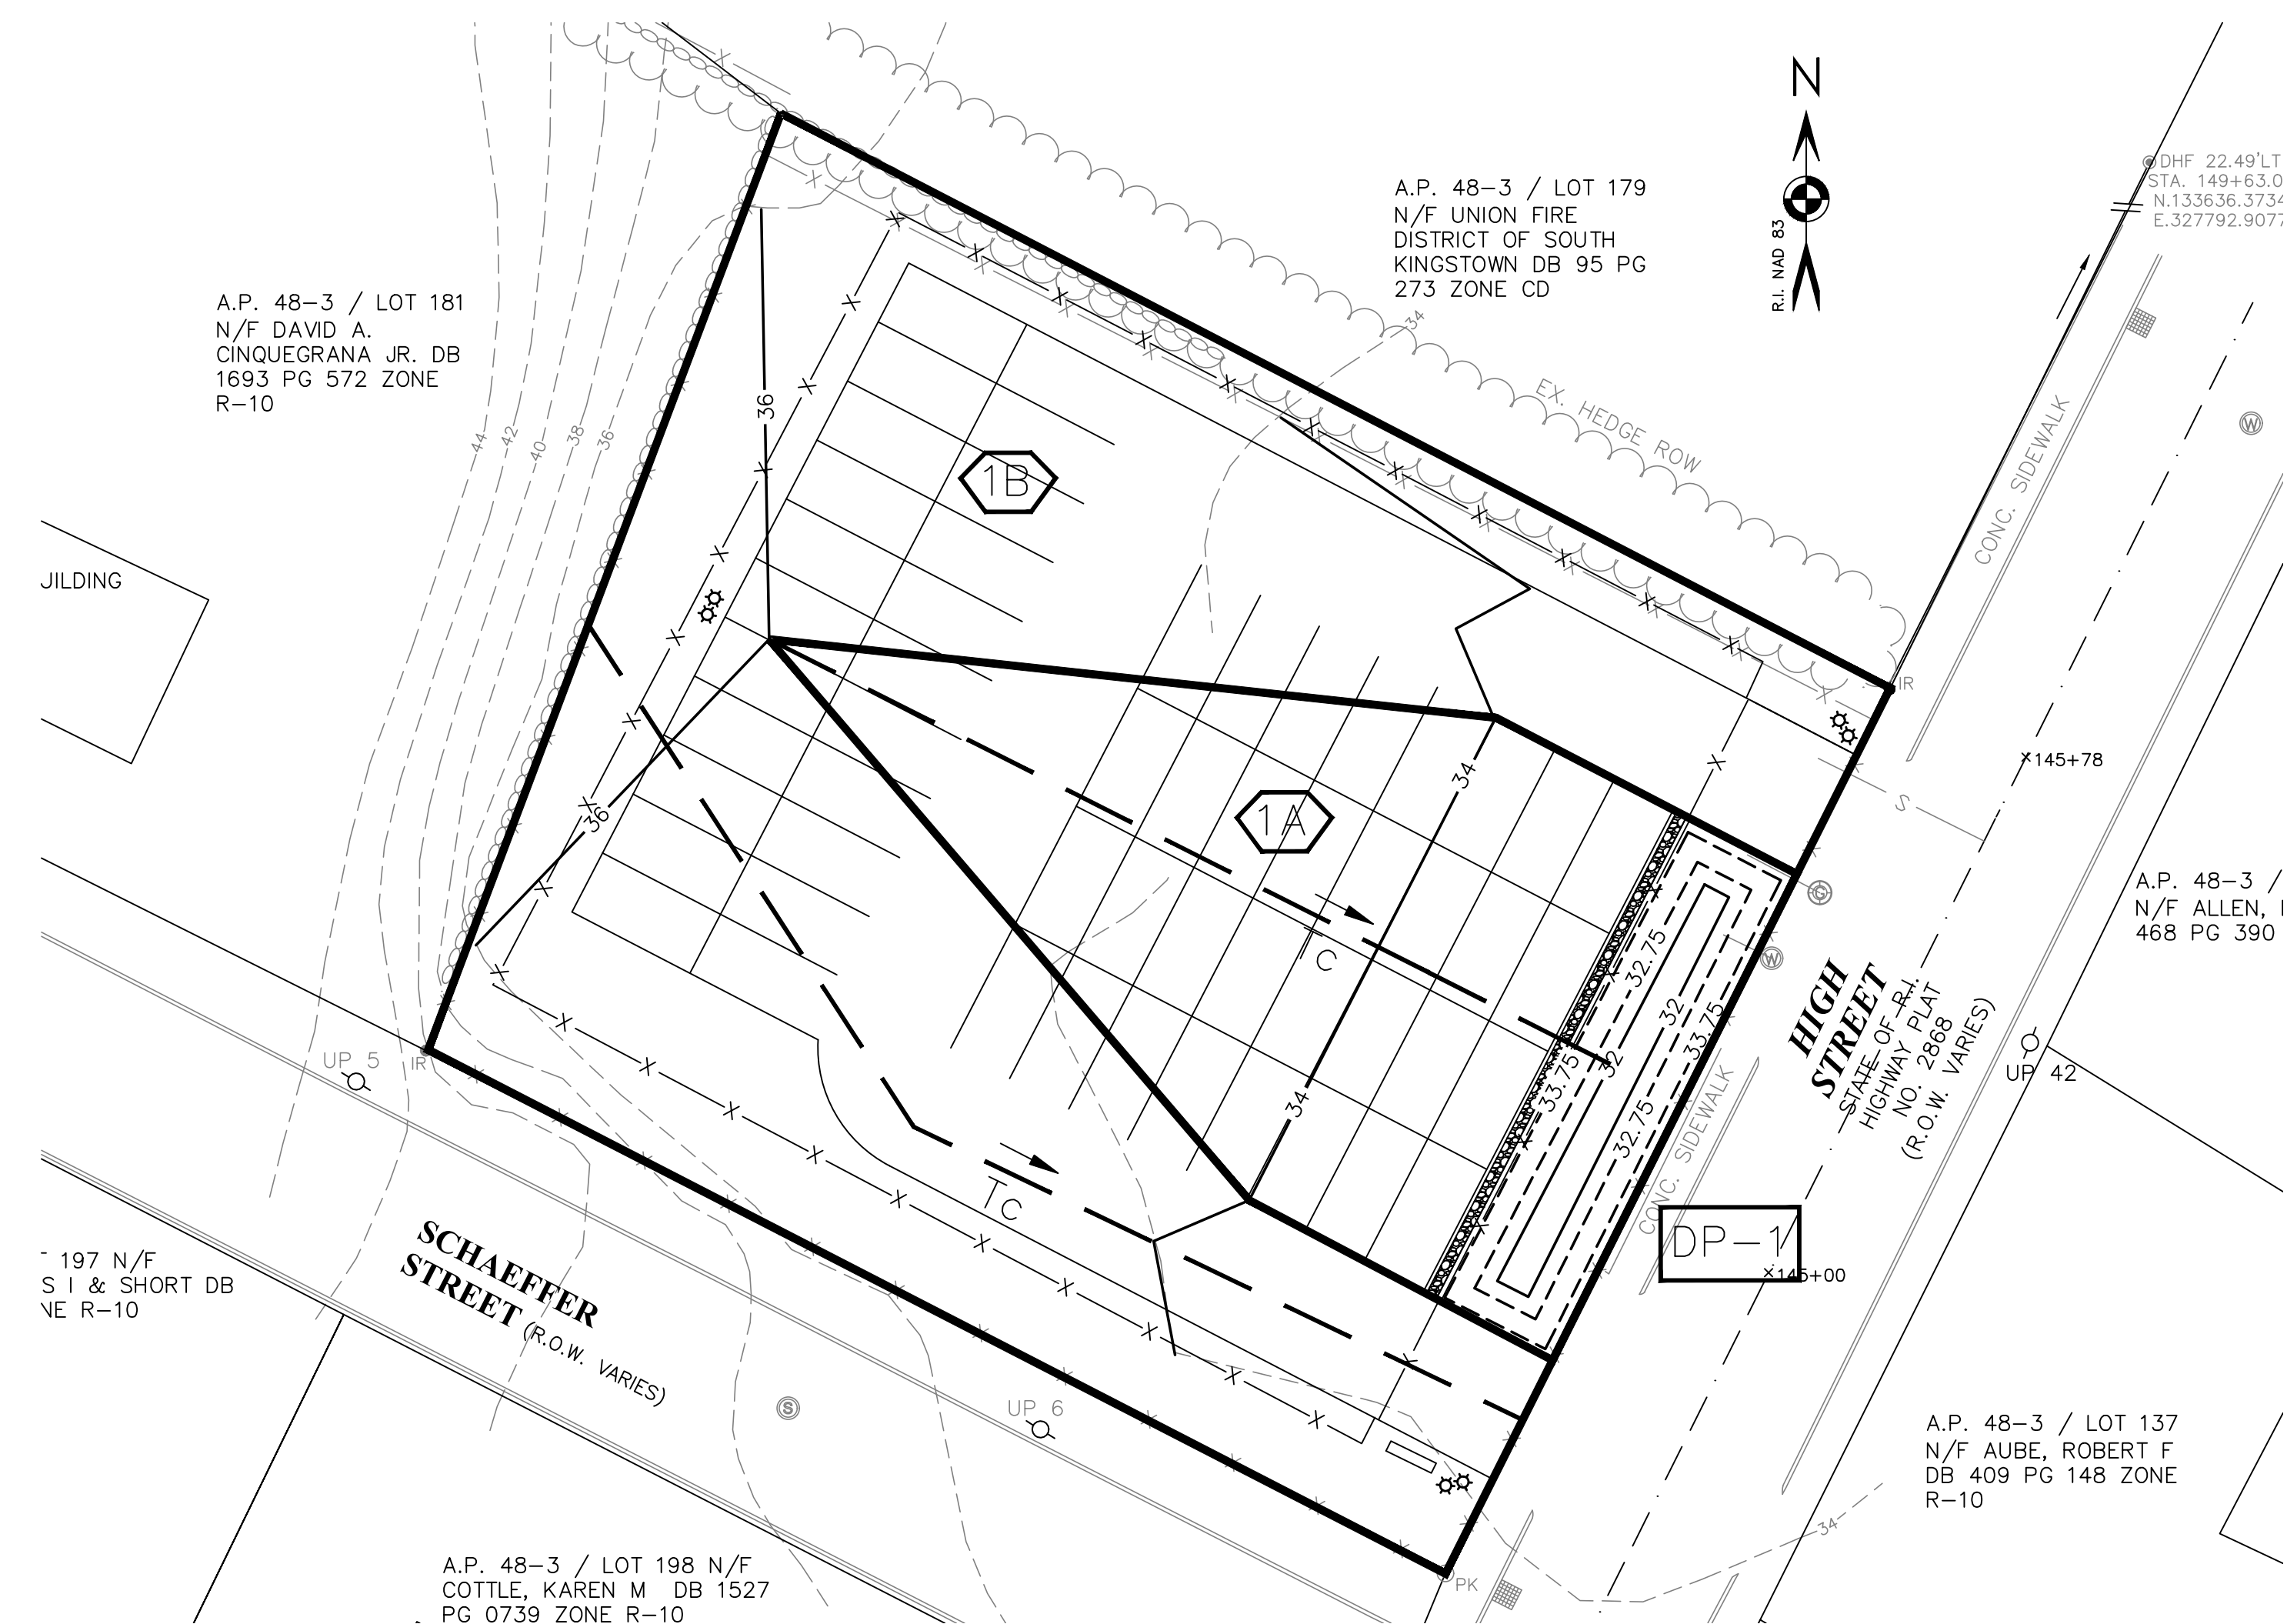 N
R.I. NAD 83
DHF 22.49'LT
STA. 149+63.0
N.133636.3734
E.327792.9077
A.P. 48-3 / LOT 179
N/F UNION FIRE
DISTRICT OF SOUTH
KINGSTOWN DB 95 PG
273 ZONE CD
A.P. 48-3 / LOT 181
N/F DAVID A.
CINQUEGRANA JR. DB
1693 PG 572 ZONE
R-10
34
EX. HEDGE ROW
CONC. SIDEWALK
W
44
42
40
38
36
36
1B
JILDING
IR
145+78
S
36
34
1A
C
W
A.P. 48-3 /
N/F ALLEN, 
468 PG 390
C
32.75
32
33.75
33.75
32
32.75
34
HIGH
STREET
STATE OF R.I.
HIGHWAY PLAT
NO. 2868
(R.O.W. VARIES)
UP 42
UP 5
IR
TC
CONC. SIDEWALK
DP-1
145+00
SCHAEFFER
STREET (R.O.W. VARIES)
197 N/F
S I & SHORT DB
NE R-10
S
UP 6
A.P. 48-3 / LOT 137
N/F AUBE, ROBERT F
DB 409 PG 148 ZONE
R-10
34
PK
A.P. 48-3 / LOT 198 N/F
COTTLE, KAREN M DB 1527
PG 0739 ZONE R-10